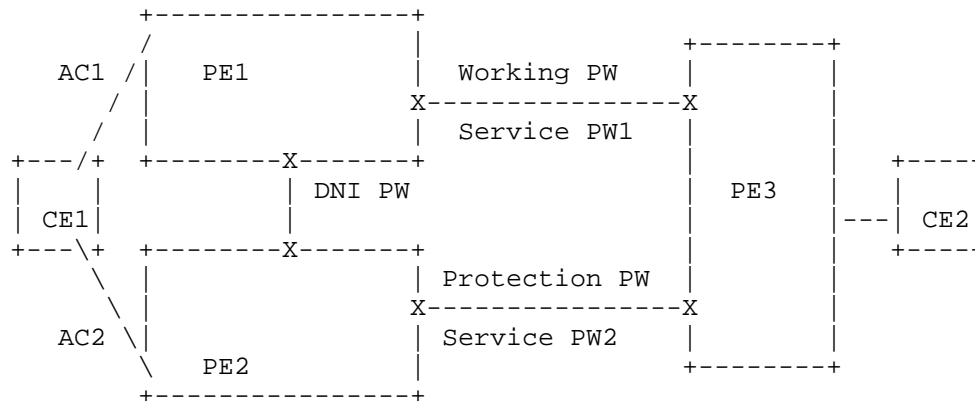 AC1 PE1 Working PW
Service PW1
DNI PW PE3
CE1 CE2
Protection PW
AC2 Service PW2
PE2